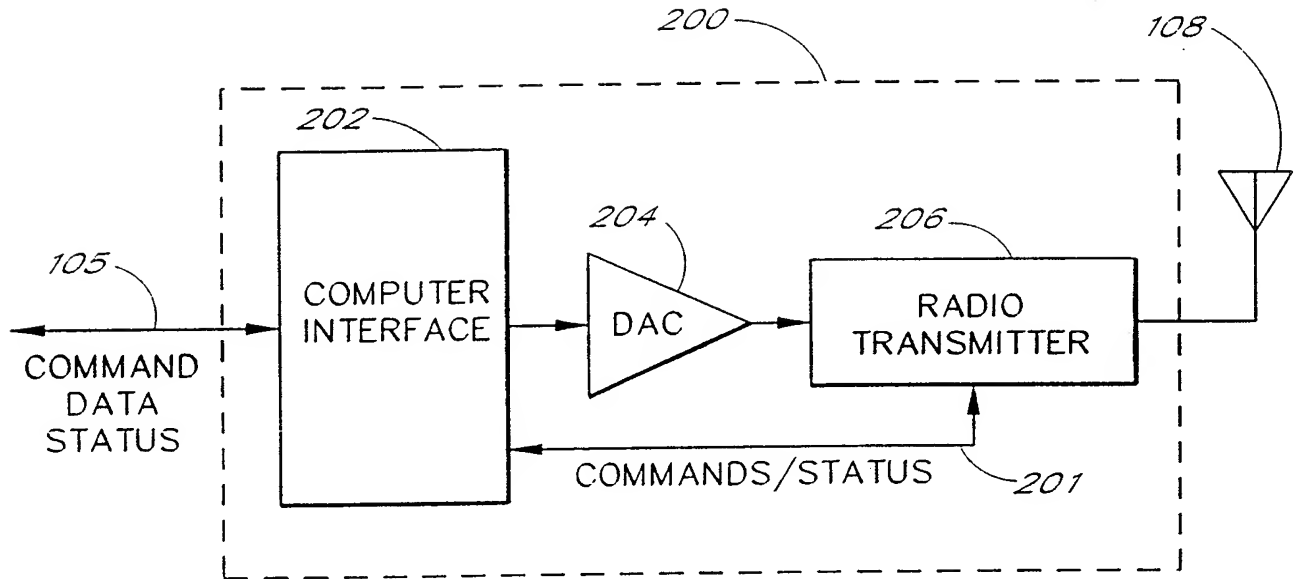 200
108
202
204
206
105
COMPUTER
INTERFACE
DAC
RADIO
TRANSMITTER
COMMAND
DATA
STATUS
COMMANDS/STATUS
201